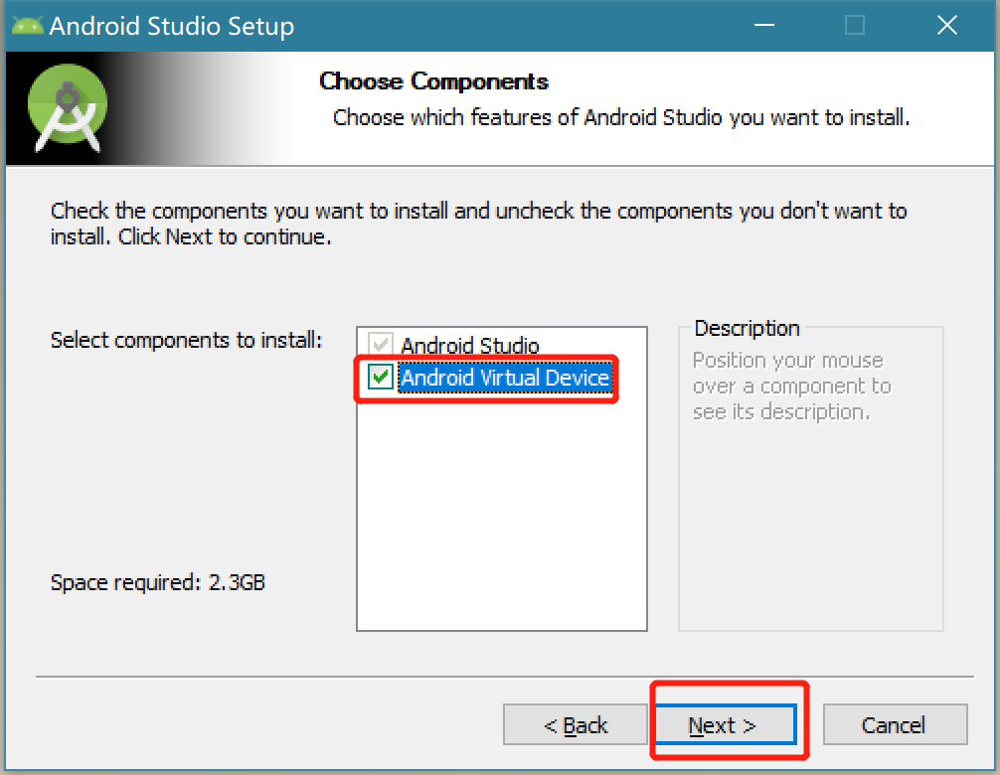 Android Studio Setup
Choose Components
Choose which features of Android Studio you want to install.
Check the components you want to install and uncheck the components you don't want to
install. Click Next to continue.
Select components to install:
Android Studio
Android Virtual Device
Description
Position your mouse
over a component to
see its description.
Space required: 2.3GB
< Back
Next >
Cancel